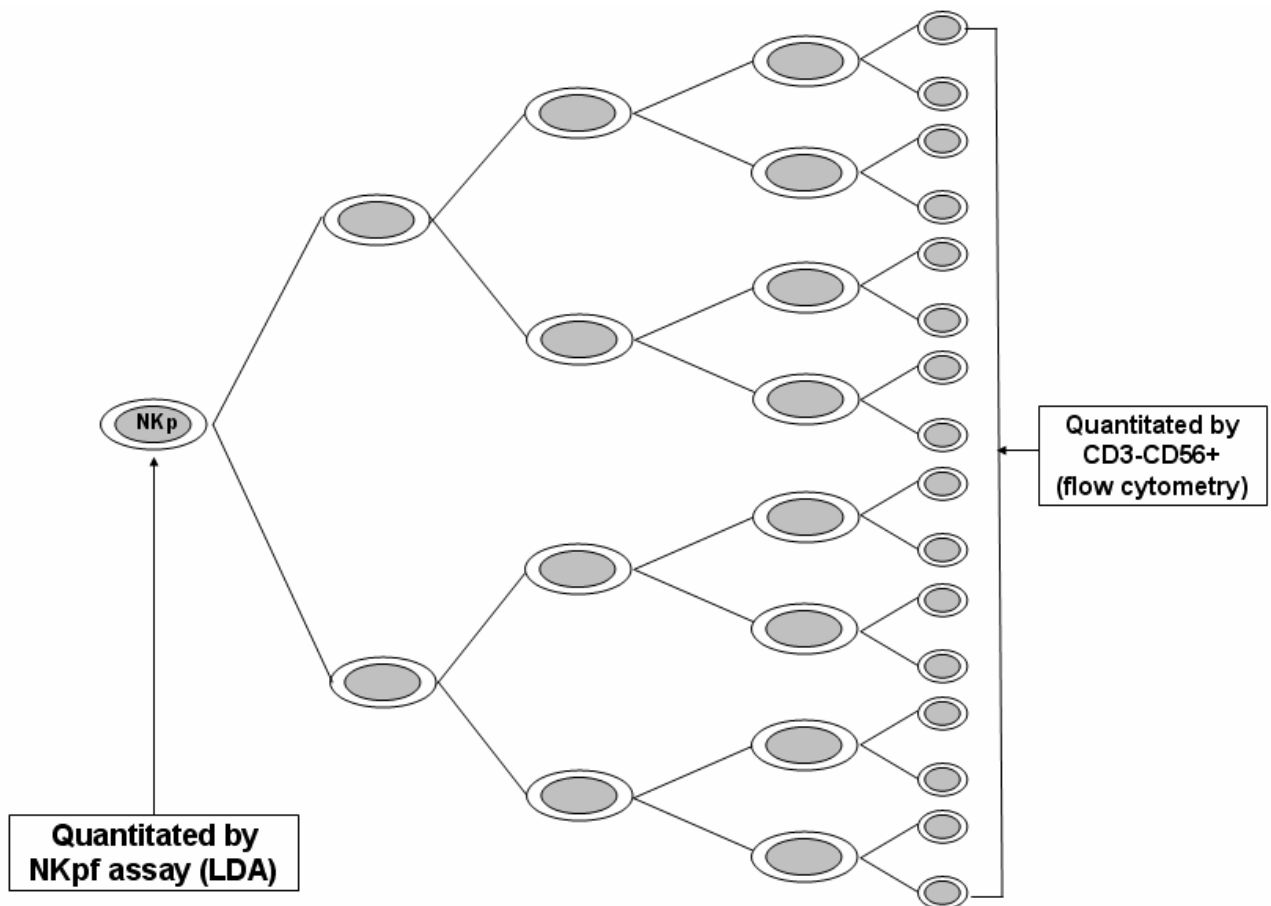 NKp
Quantitated by
CD3-CD56+
(flow cytometry)
Quantitated by
NKpf assay (LDA)